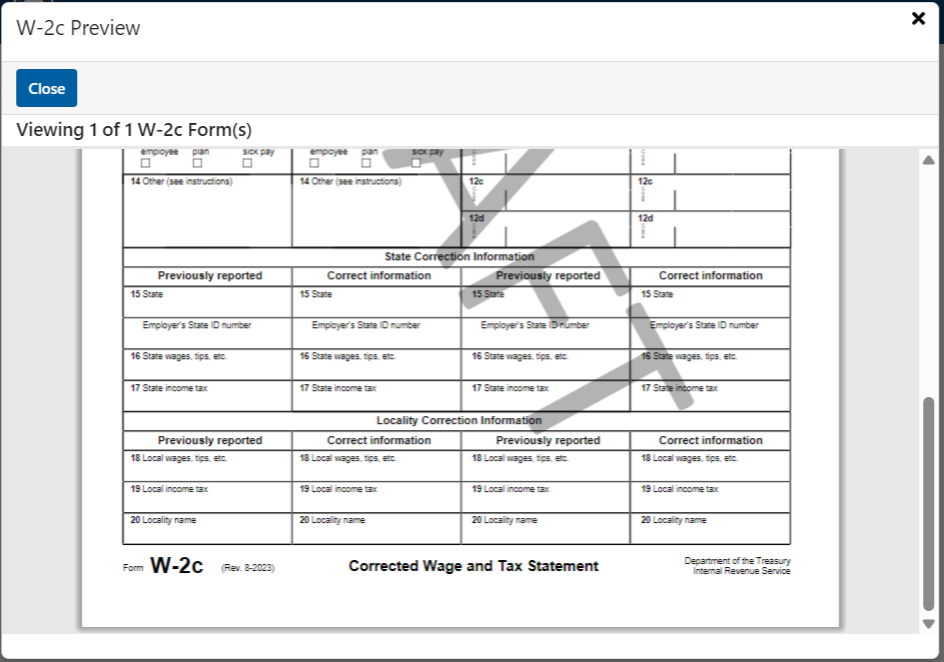 W-2c Preview
Close
Viewing 1 of 1 W-2c Form(s)
employee plan sick pay employee plan sick pay
14 Other (see instructions) 14 Other (see instructions) 12c 12c
12d 12d
State Correction Information
Previously reported Correct information Previously reported Correct information
15 State 15 State 15 State 15 State
Employer's State ID number Employer's State ID number Employer's State ID number Employer's State ID number
16 State wages, tips, etc. 16 State wages, tips, etc. 16 State wages, tips, etc. 16 State wages, tips, etc.
17 State income tax 17 State income tax 17 State income tax 17 State income tax
Locality Correction Information
Previously reported Correct information Previously reported Correct information
18 Local wages, tips, etc. 18 Local wages, tips, etc. 18 Local wages, tips, etc. 18 Local wages, tips, etc.
19 Local income tax 19 Local income tax 19 Local income tax 19 Local income tax
20 Locality name 20 Locality name 20 Locality name 20 Locality name
Form W-2c (Rev. 8-2023) Corrected Wage and Tax Statement Department of the Treasury
Internal Revenue Service